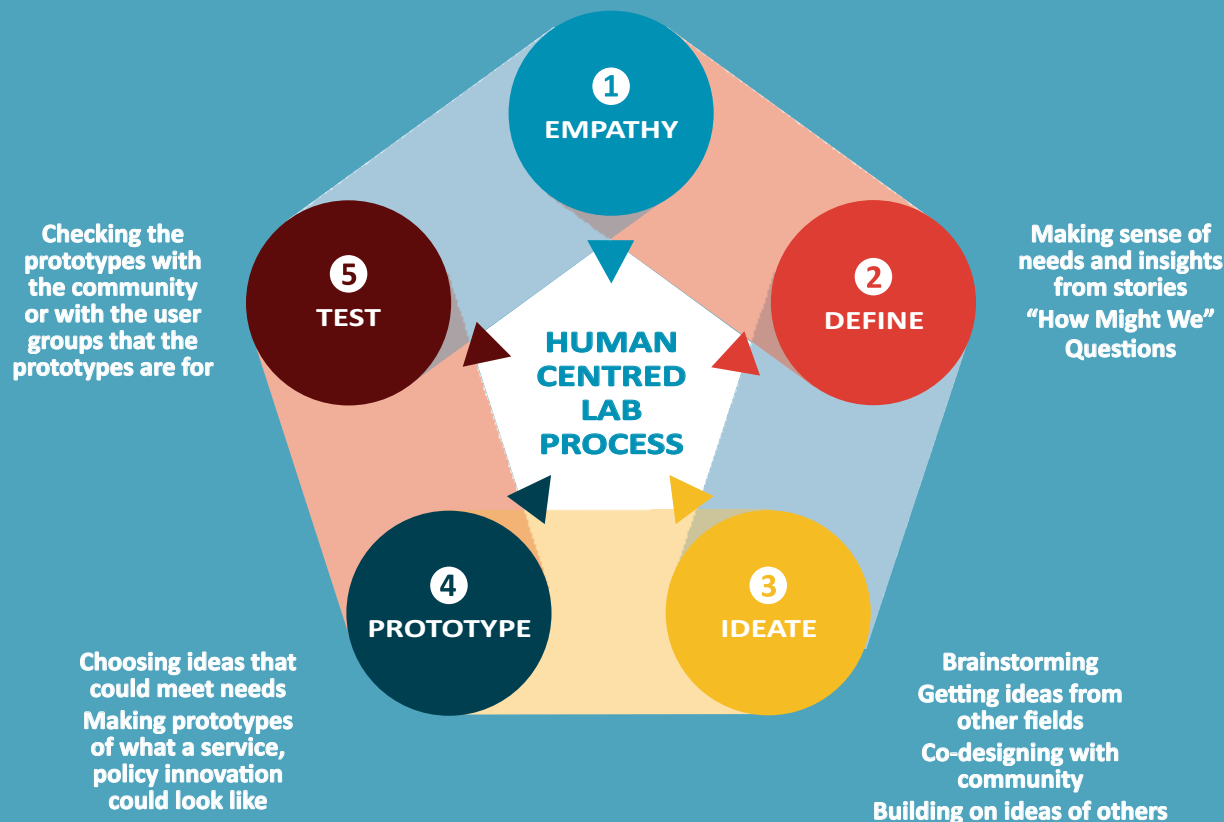 1
EMPATHY
2
DEFINE
Making sense of
needs and insights
from stories
“How Might We”
Questions
3
IDEATE
Brainstorming
Getting ideas from
other fields
Co-designing with
community
Building on ideas of others
4
PROTOTYPE
Choosing ideas that
could meet needs
Making prototypes
of what a service,
policy innovation
could look like
5
TEST
Checking the
prototypes with
the community
or with the user
groups that the
prototypes are for
HUMAN
CENTRED
LAB
PROCESS